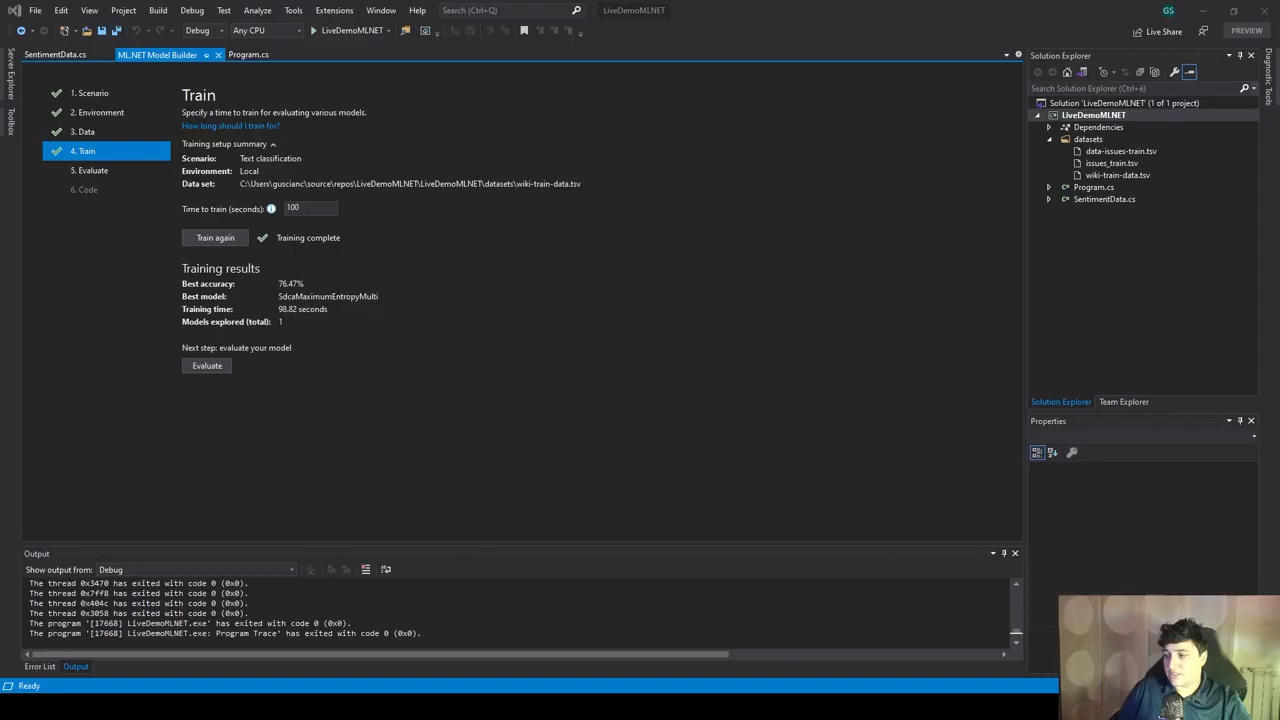 File Edit View Project Build Debug Test Analyze Tools Extensions Window Help Search (Ctrl+Q) LiveDemoMLNET GS
Debug Any CPU LiveDemoMLNET Live Share PREVIEW
SentimentData.cs ML.NET Model Builder Program.cs
Server Explorer
Toolbox
1. Scenario
2. Environment
3. Data
4. Train
5. Evaluate
6. Code
Train
Specify a time to train for evaluating various models.
How long should I train for?
Training setup summary
Scenario: Text classification
Environment: Local
Data set: C:\Users\guscianc\source\repos\LiveDemoMLNET\LiveDemoMLNET\datasets\wiki-train-data.tsv
Time to train (seconds): 100
Train again Training complete
Training results
Best accuracy: 76.47%
Best model: SdcaMaximumEntropyMulti
Training time: 98.82 seconds
Models explored (total): 1
Next step: evaluate your model
Evaluate
Solution Explorer
Search Solution Explorer (Ctrl+è)
Solution 'LiveDemoMLNET' (1 of 1 project)
LiveDemoMLNET
Dependencies
datasets
data-issues-train.tsv
issues_train.tsv
wiki-train-data.tsv
Program.cs
SentimentData.cs
Solution Explorer Team Explorer
Properties
Diagnostic Tools
Output
Show output from: Debug
The thread 0x3470 has exited with code 0 (0x0).
The thread 0x7ff8 has exited with code 0 (0x0).
The thread 0x404c has exited with code 0 (0x0).
The thread 0x3058 has exited with code 0 (0x0).
The program '[17668] LiveDemoMLNET.exe' has exited with code 0 (0x0).
The program '[17668] LiveDemoMLNET.exe: Program Trace' has exited with code 0 (0x0).
Error List Output
Ready